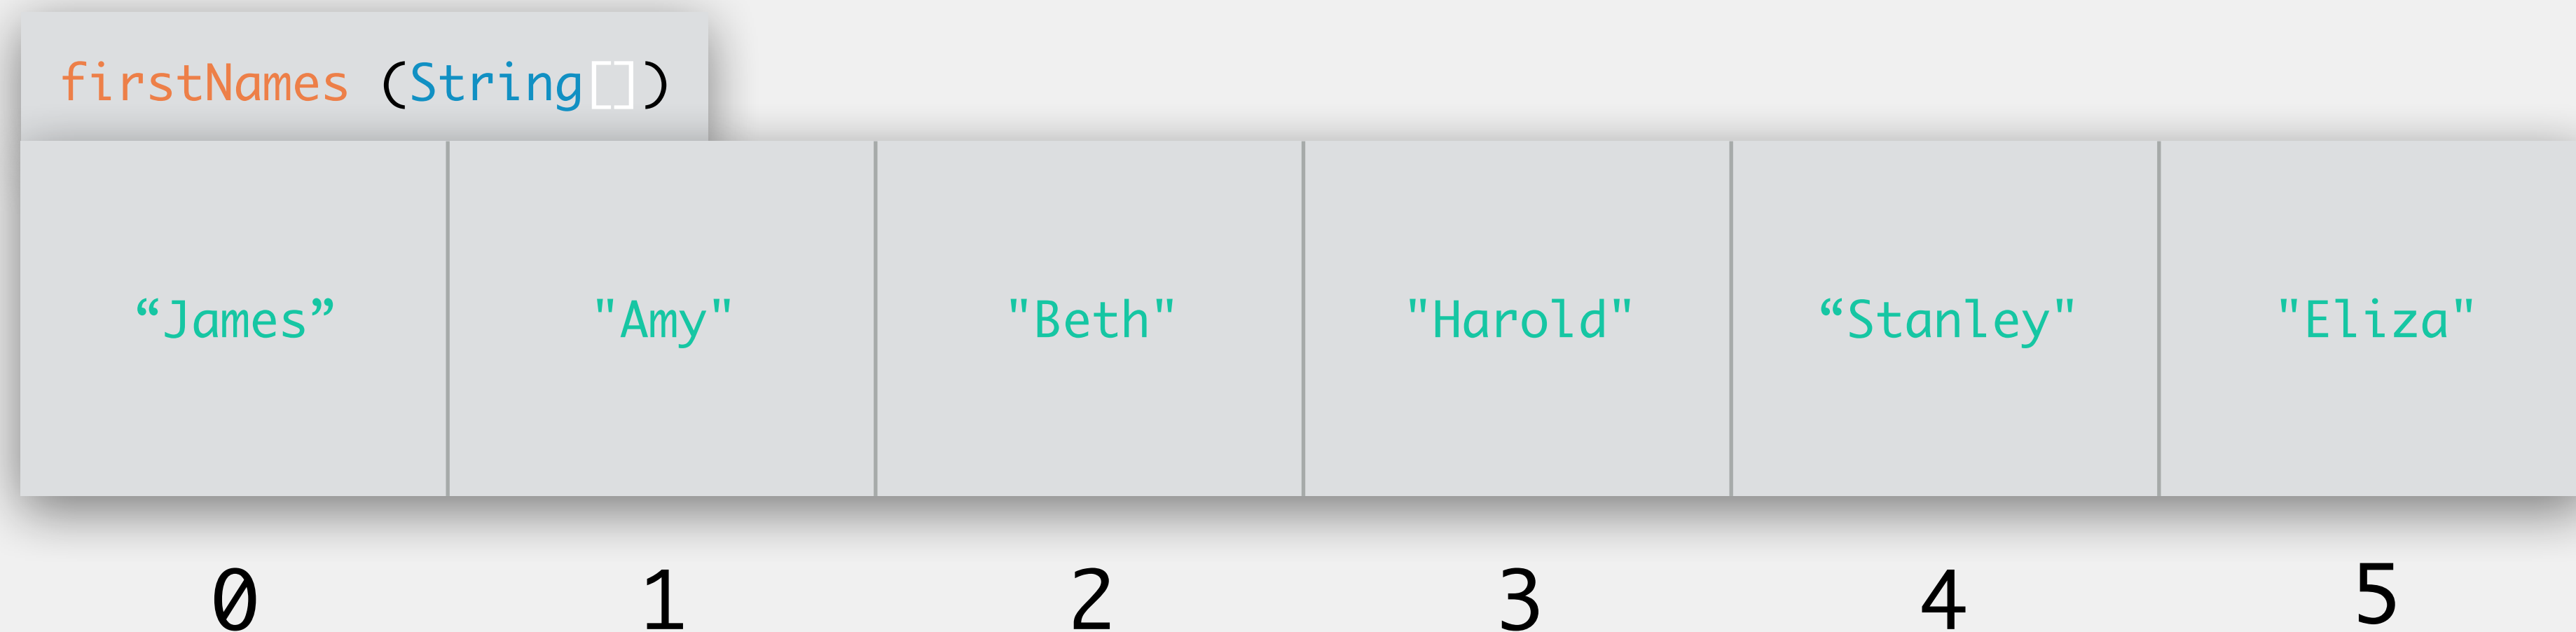 firstNames (String[])
“James” "Amy" "Beth" "Harold" “Stanley" "Eliza"
0 1 2 3 4 5